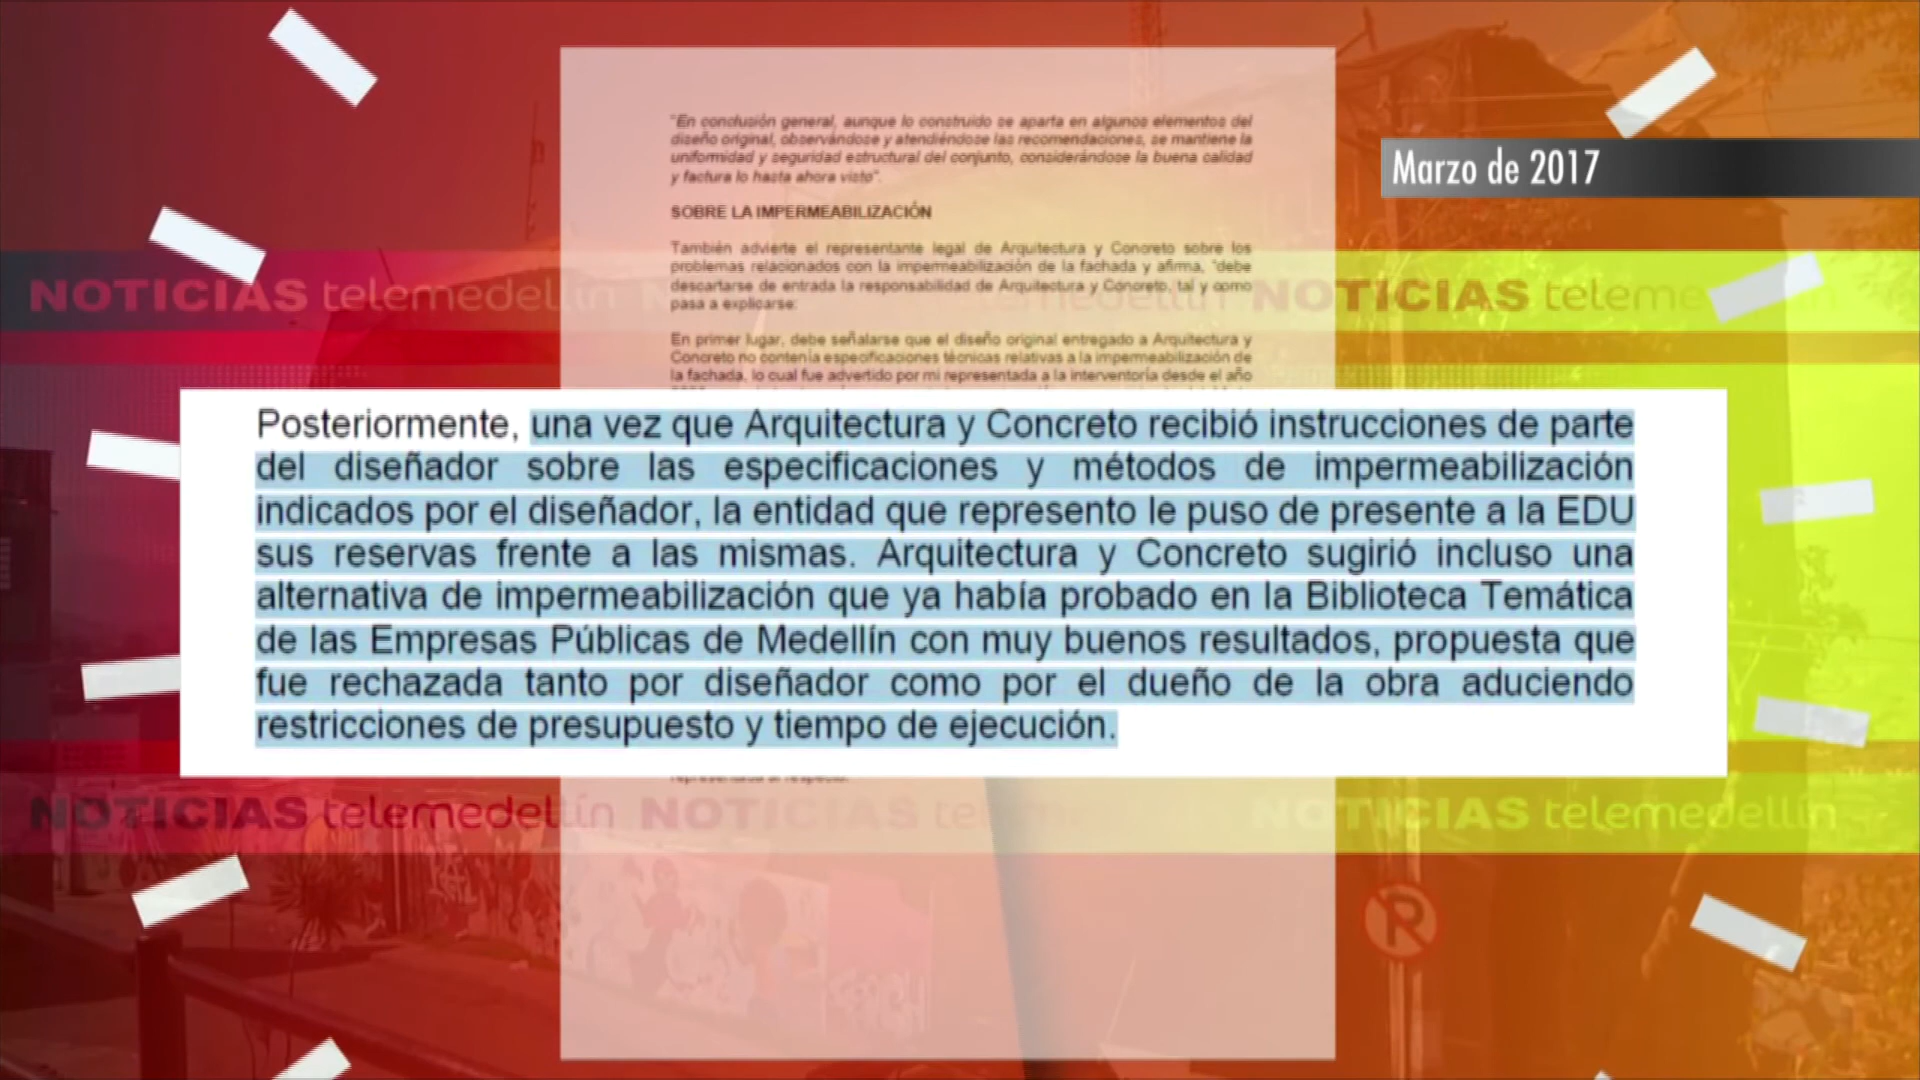 "En conclusión general, aunque lo construido se aparta en algunos elementos del
diseño original, observándose y atendiéndose las recomendaciones, se mantiene la
uniformidad y seguridad estructural del conjunto, considerándose la buena calidad
y factura lo hasta ahora visto".
SOBRE LA IMPERMEABILIZACIÓN
También advierte el representante legal de Arquitectura y Concreto sobre los
problemas relacionados con la impermeabilización de la fachada y afirma, "debe
descartarse de entrada la responsabilidad de Arquitectura y Concreto, tal y como
pasa a explicarse:
En primer lugar, debe señalarse que el diseño original entregado a Arquitectura y
Concreto no contenía especificaciones técnicas relativas a la impermeabilización de
la fachada, lo cual fue advertido por mi representada a la interventoría desde el año
Marzo de 2017
NOTICIAS telemedellín NOTICIAS telemedellín NOTICIAS teleme
Posteriormente, una vez que Arquitectura y Concreto recibió instrucciones de parte
del diseñador sobre las especificaciones y métodos de impermeabilización
indicados por el diseñador, la entidad que represento le puso de presente a la EDU
sus reservas frente a las mismas. Arquitectura y Concreto sugirió incluso una
alternativa de impermeabilización que ya había probado en la Biblioteca Temática
de las Empresas Públicas de Medellín con muy buenos resultados, propuesta que
fue rechazada tanto por diseñador como por el dueño de la obra aduciendo
restricciones de presupuesto y tiempo de ejecución.
representada al respecto.
NOTICIAS telemedellín NOTICIAS tele NOTICIAS telemedellín